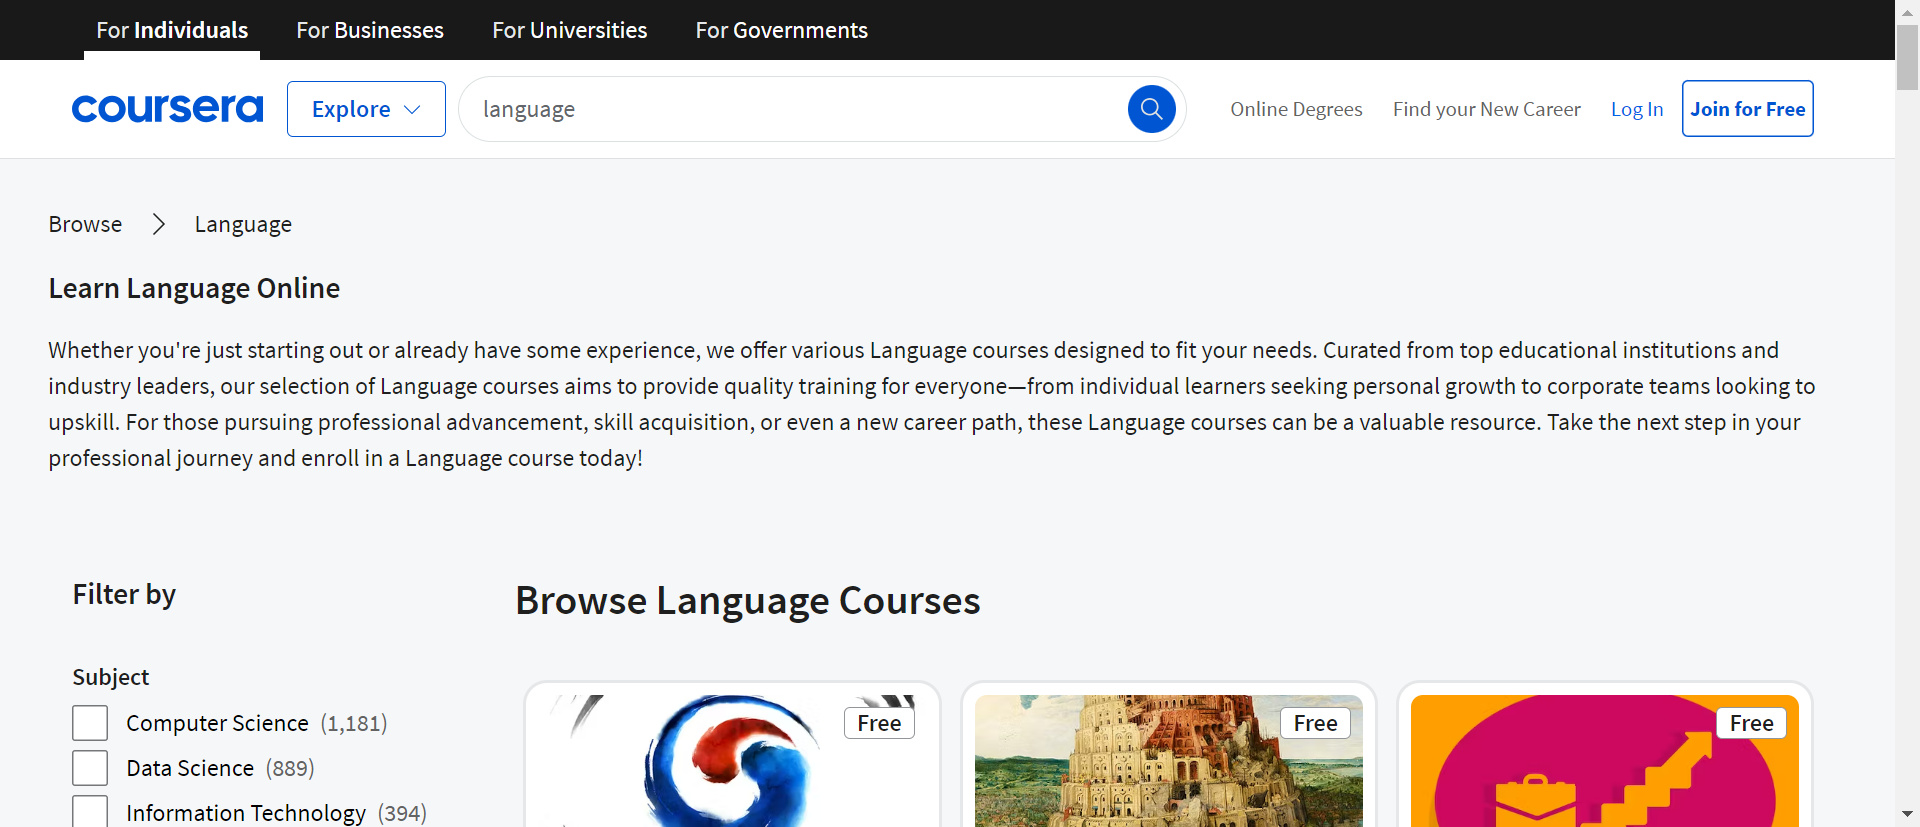 For Individuals For Businesses For Universities For Governments
coursera Explore language Online Degrees Find your New Career Log In Join for Free
Browse Language
Learn Language Online
Whether you're just starting out or already have some experience, we offer various Language courses designed to fit your needs. Curated from top educational institutions and
industry leaders, our selection of Language courses aims to provide quality training for everyone—from individual learners seeking personal growth to corporate teams looking to
upskill. For those pursuing professional advancement, skill acquisition, or even a new career path, these Language courses can be a valuable resource. Take the next step in your
professional journey and enroll in a Language course today!
Filter by
Browse Language Courses
Subject
Computer Science (1,181)
Data Science (889)
Information Technology (394)
Free
Free
Free